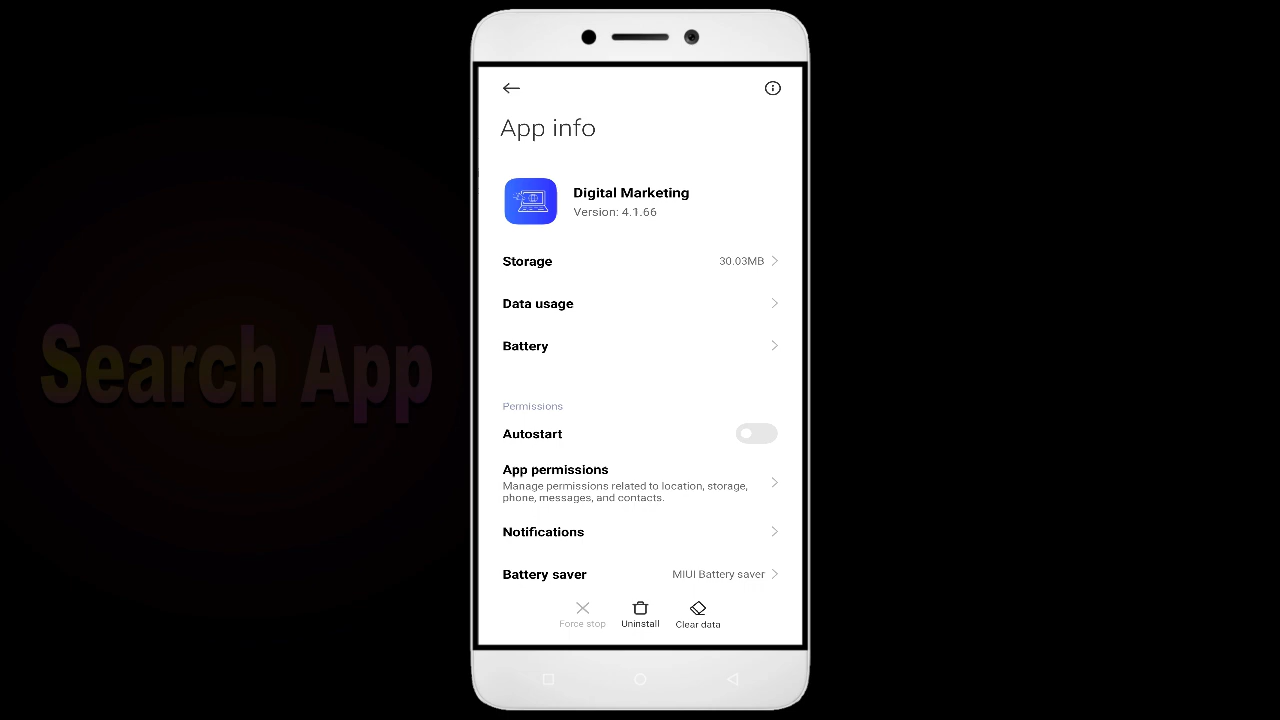 App info
Digital Marketing
Version: 4.1.66
Storage 30.03MB
Data usage
Battery
Permissions
Autostart
App permissions
Manage permissions related to location, storage,
phone, messages, and contacts.
Notifications
Battery saver MIUI Battery saver
Force stop Uninstall Clear data
Search App